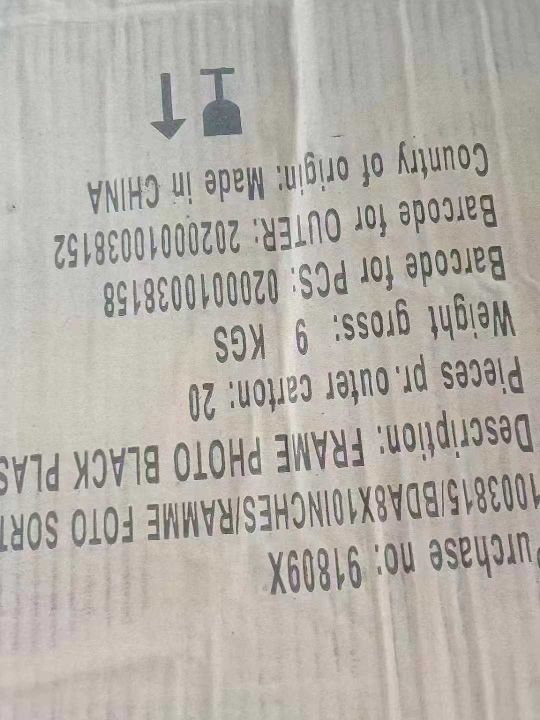 Purchase no: 91809X
1003815/BDA8X10INCHES/RAMME FOTO SORT
Description: FRAME PHOTO BLACK PLAS
Pieces pr. outer carton: 20
Weight gross: 9 KGS
Barcode for PCS: 0200010038158
Barcode for OUTER: 20200010038152
Country of origin: Made in CHINA